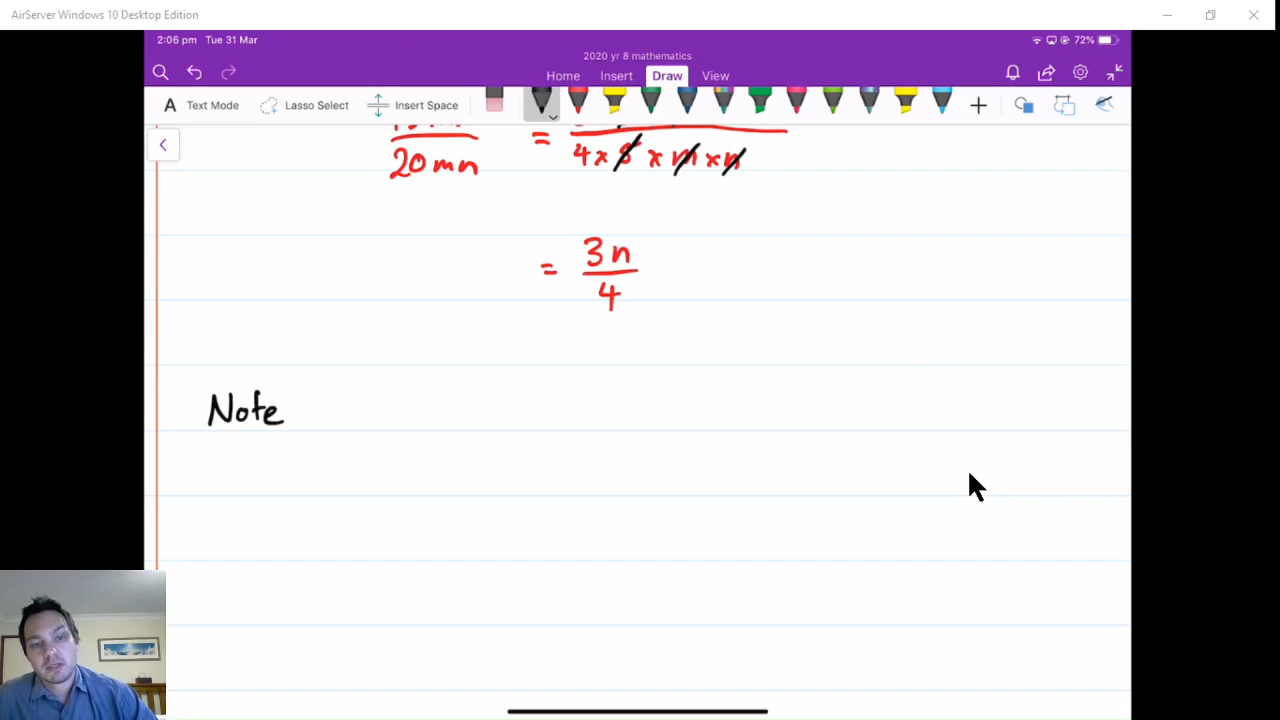 AirServer Windows 10 Desktop Edition
2:06 pm Tue 31 Mar
72%
2020 yr 8 mathematics
Home Insert Draw View
A Text Mode Lasso Select Insert Space
20mn = 4 x 5 x m x n
= 3n
4
Note